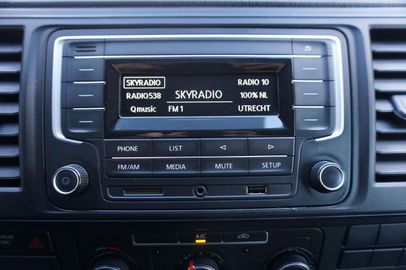 SKYRADIO RADIO 10
RADIO538 SKYRADIO 100% NL
Qmusic FM 1 UTRECHT
PHONE LIST
FM/AM MEDIA MUTE SETUP
A/C